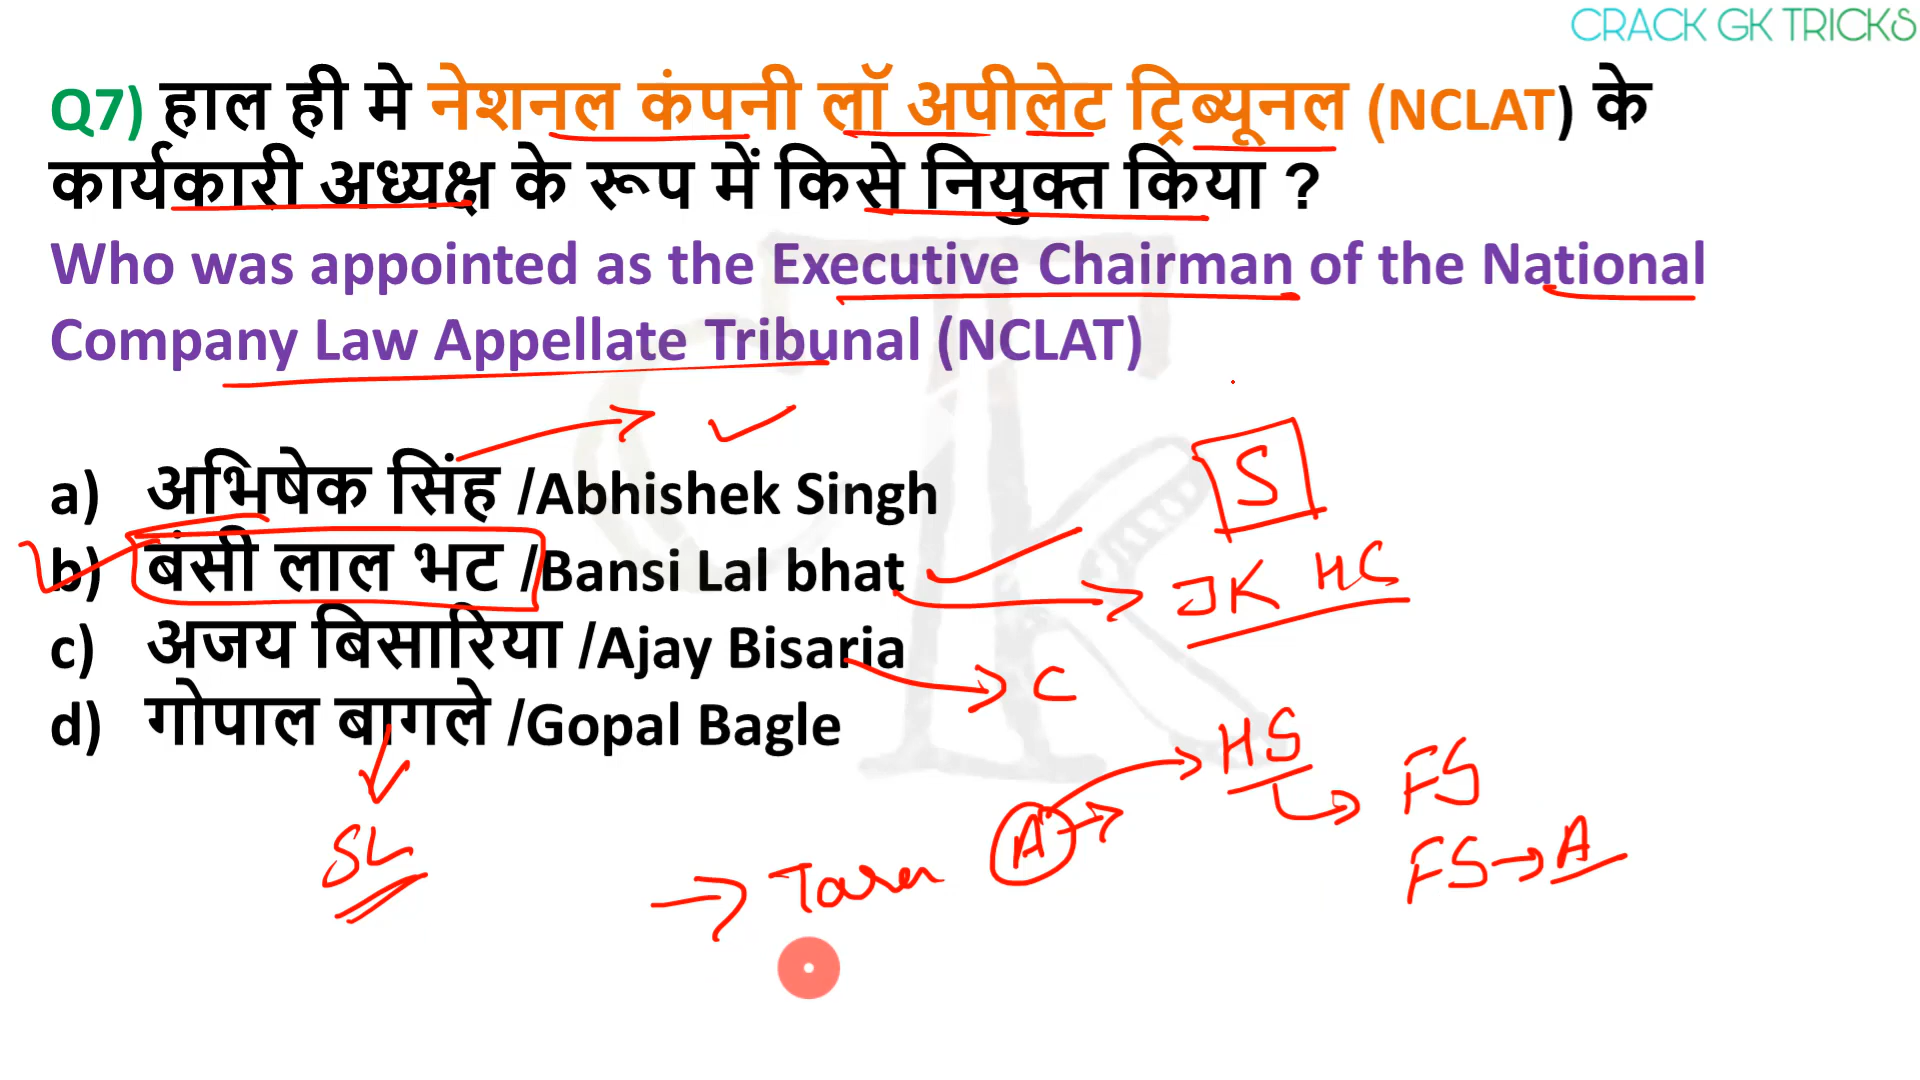 CRACK GK TRICKS
Q7) हाल ही मे नेशनल कंपनी लॉ अपीलेट ट्रिब्यूनल (NCLAT) के
कार्यकारी अध्यक्ष के रूप में किसे नियुक्त किया ?
Who was appointed as the Executive Chairman of the National
Company Law Appellate Tribunal (NCLAT)
a) अभिषेक सिंह /Abhishek Singh
S
b) बंसी लाल भट /Bansi Lal bhat
JK HC
c) अजय बिसारिया /Ajay Bisaria
C
d) गोपाल बागले /Gopal Bagle
HS
FS
SL
A
FS→A